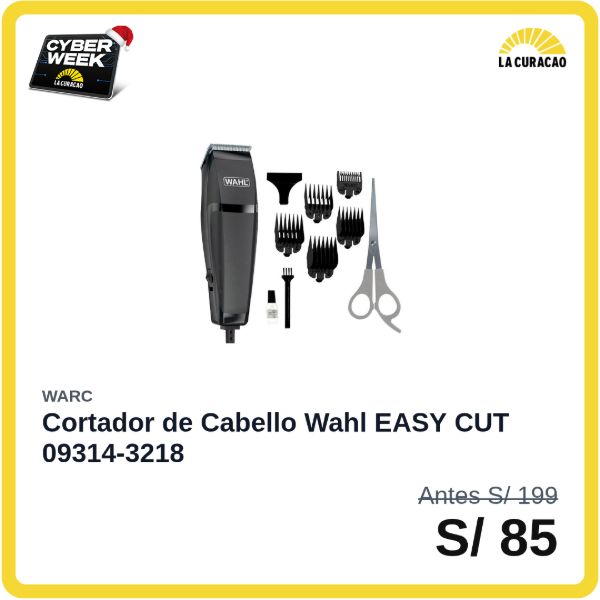 CYBER
WEEK
LA CURACAO
LA CURACAO
WAHL
WARC
Cortador de Cabello Wahl EASY CUT
09314-3218
Antes S/ 199
S/ 85